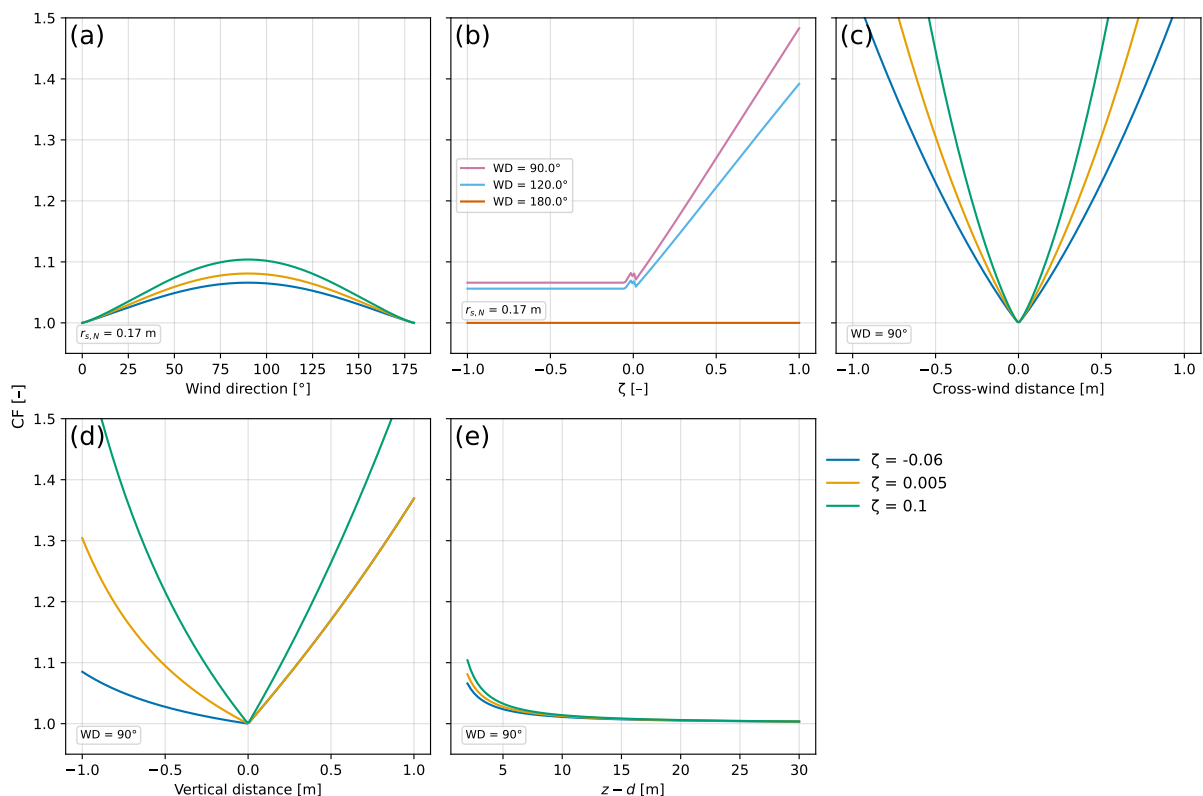 (a)
1.5
1.4
1.3
1.2
1.1
1.0
r_{s,N} = 0.17 m
0 25 50 75 100 125 150 175
Wind direction [°]
(b)
WD = 90.0°
WD = 120.0°
WD = 180.0°
r_{s,N} = 0.17 m
−1.0 −0.5 0.0 0.5 1.0
ζ [–]
(c)
WD = 90°
−1.0 −0.5 0.0 0.5 1.0
Cross-wind distance [m]
CF [–]
(d)
1.5
1.4
1.3
1.2
1.1
1.0
WD = 90°
−1.0 −0.5 0.0 0.5 1.0
Vertical distance [m]
(e)
WD = 90°
5 10 15 20 25 30
z − d [m]
ζ = -0.06
ζ = 0.005
ζ = 0.1